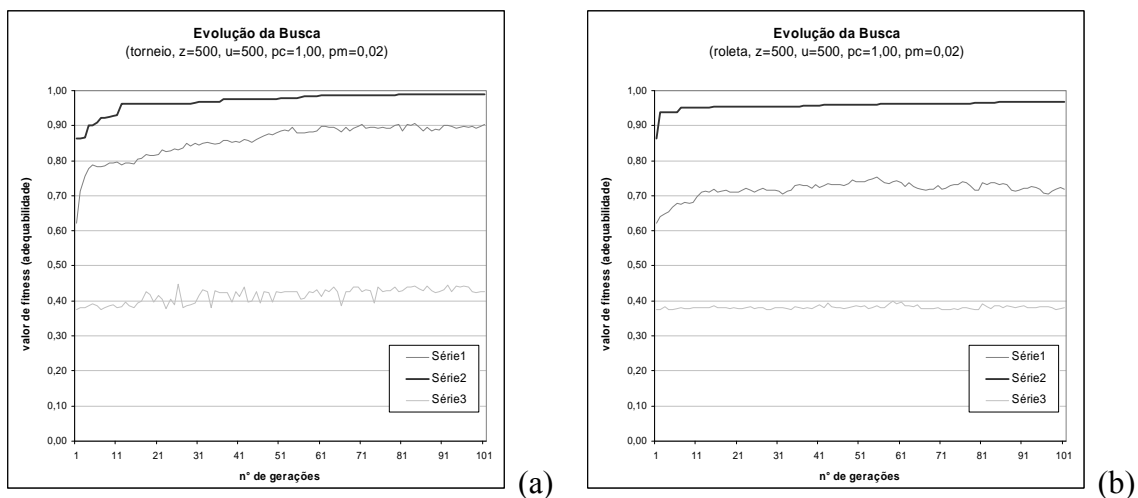 Evolução da Busca
(torneio, z=500, u=500, pc=1,00, pm=0,02)
1,00
0,90
0,80
0,70
0,60
0,50
0,40
0,30
0,20
0,10
0,00
valor de fitness (adequabilidade)
Série1
Série2
Série3
1 11 21 31 41 51 61 71 81 91 101
n° de gerações
(a)
Evolução da Busca
(roleta, z=500, u=500, pc=1,00, pm=0,02)
1,00
0,90
0,80
0,70
0,60
0,50
0,40
0,30
0,20
0,10
0,00
valor de fitness (adequabilidade)
Série1
Série2
Série3
1 11 21 31 41 51 61 71 81 91 101
n° de gerações
(b)